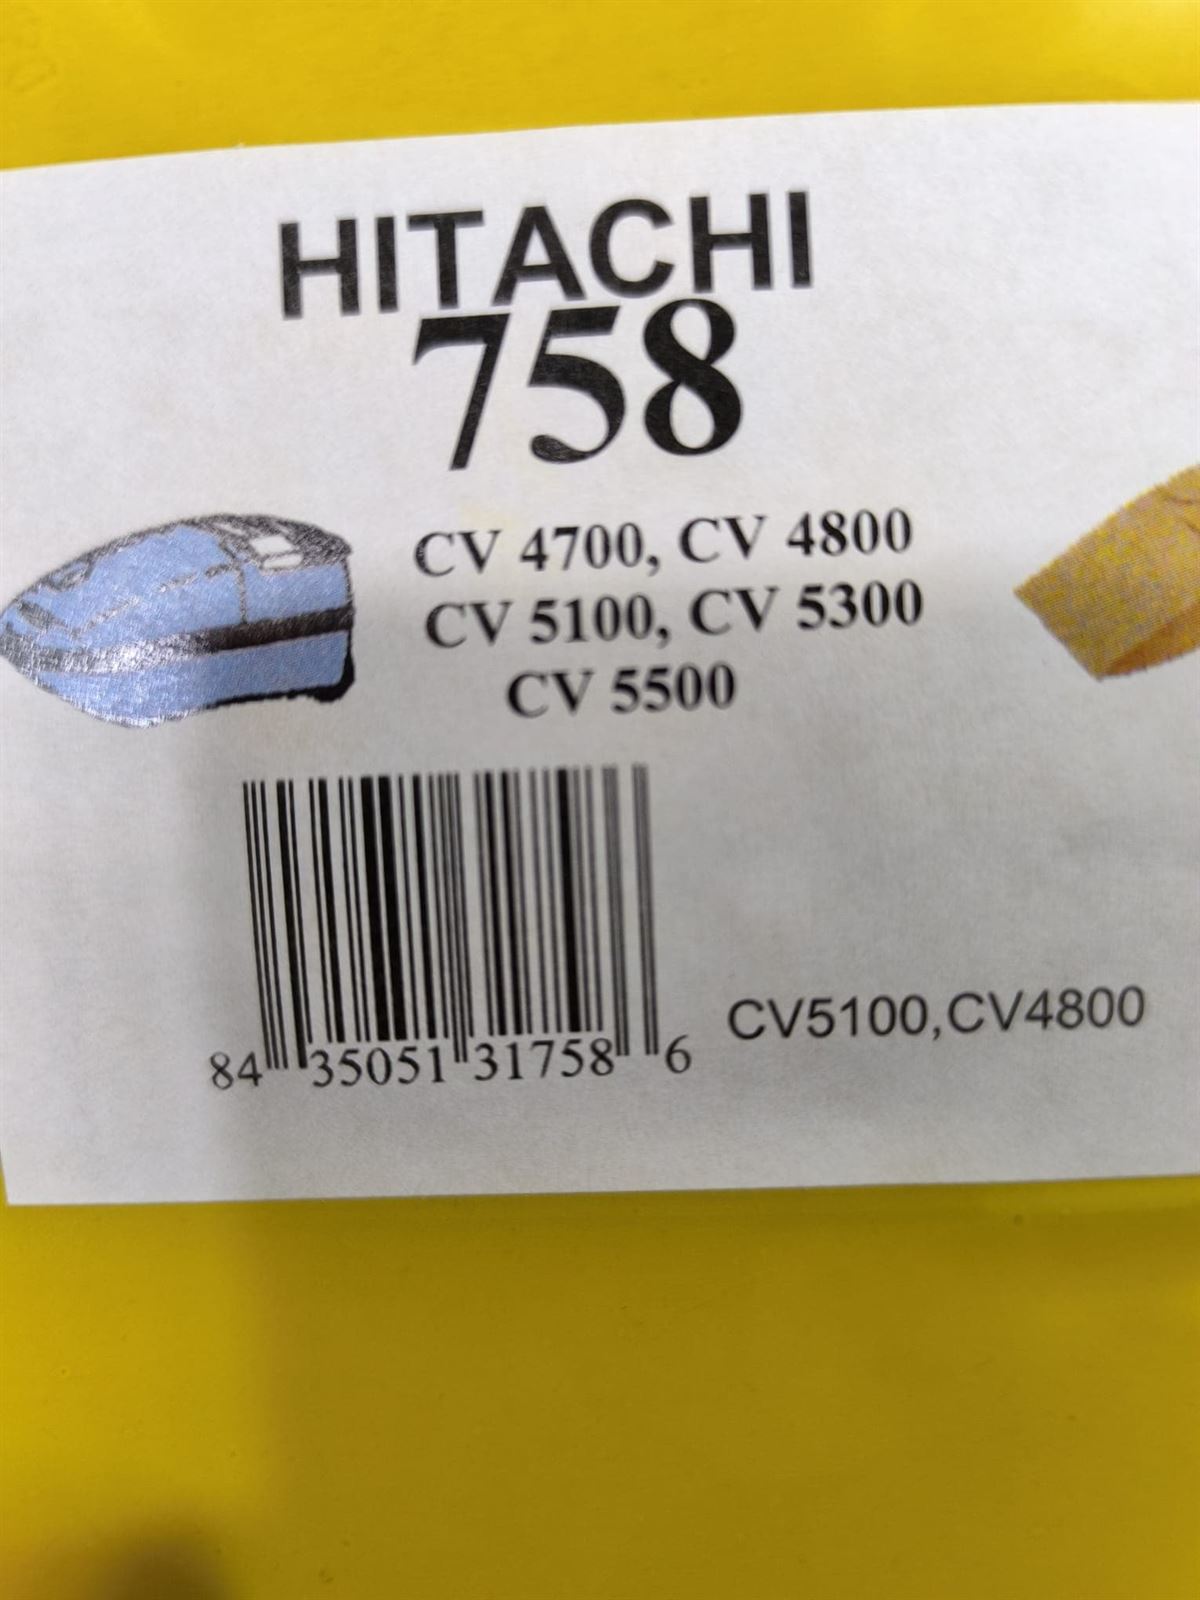 HITACHI
758
CV 4700, CV 4800
CV 5100, CV 5300
CV 5500
84 35051 31758 6
CV5100,CV4800